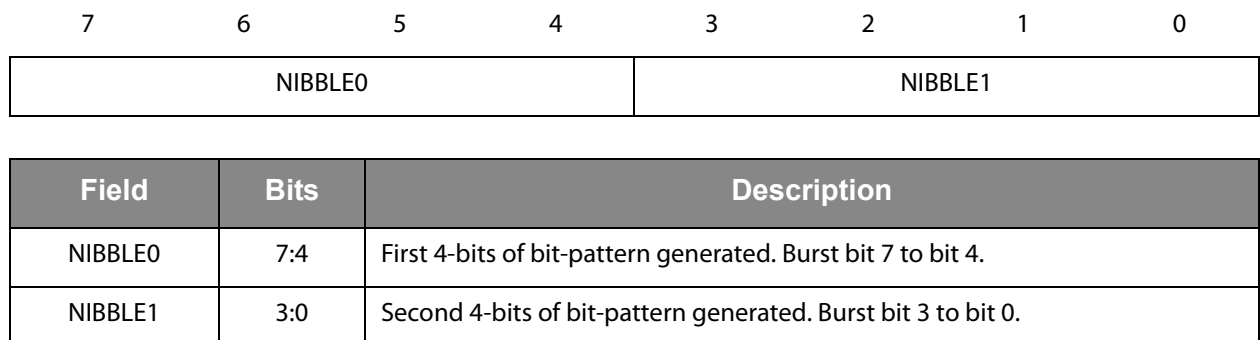 7 6 5 4 3 2 1 0
NIBBLE0 NIBBLE1
Field Bits Description
NIBBLE0 7:4 First 4-bits of bit-pattern generated. Burst bit 7 to bit 4.
NIBBLE1 3:0 Second 4-bits of bit-pattern generated. Burst bit 3 to bit 0.